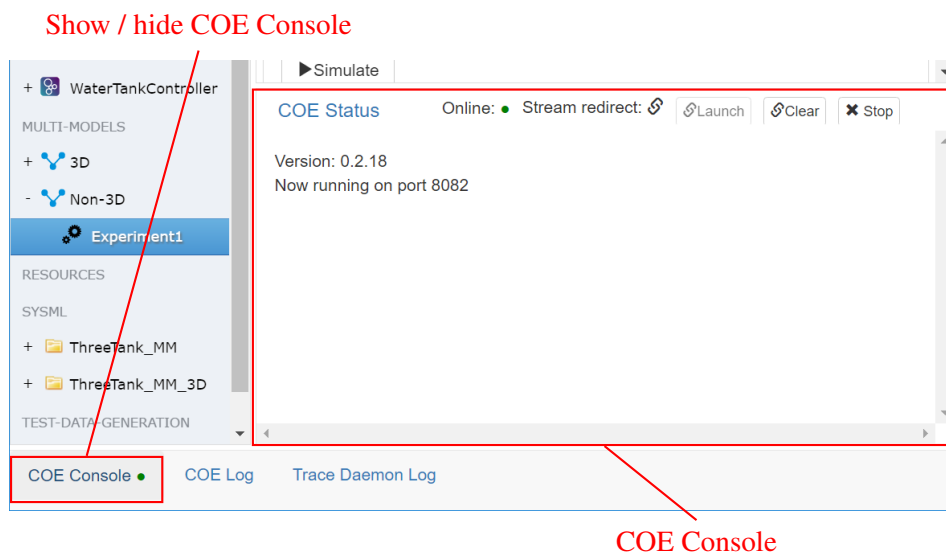 Show / hide COE Console
+ WaterTankController
MULTI-MODELS
+ 3D
- Non-3D
Experiment1
RESOURCES
SYSML
+ ThreeTank_MM
+ ThreeTank_MM_3D
TEST-DATA-GENERATION
Simulate
COE Status Online: Stream redirect: Launch Clear Stop
Version: 0.2.18
Now running on port 8082
COE Console COE Log Trace Daemon Log
COE Console